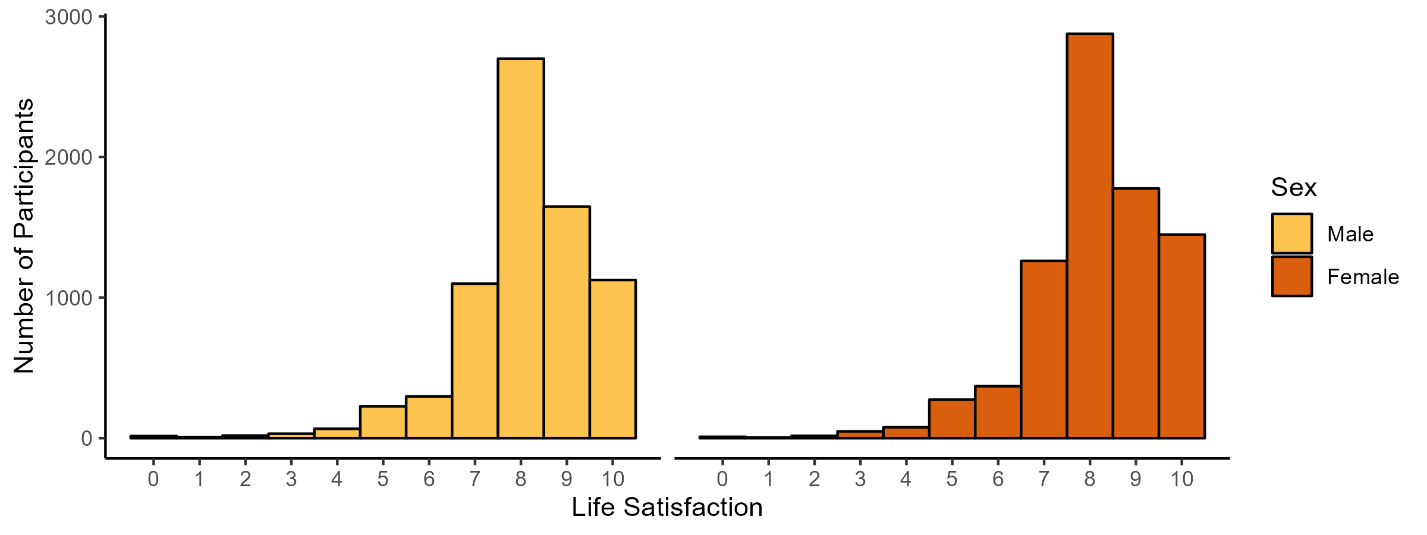 Number of Participants
3000
2000
1000
0
0 1 2 3 4 5 6 7 8 9 10
0 1 2 3 4 5 6 7 8 9 10
Life Satisfaction
Sex
Male
Female